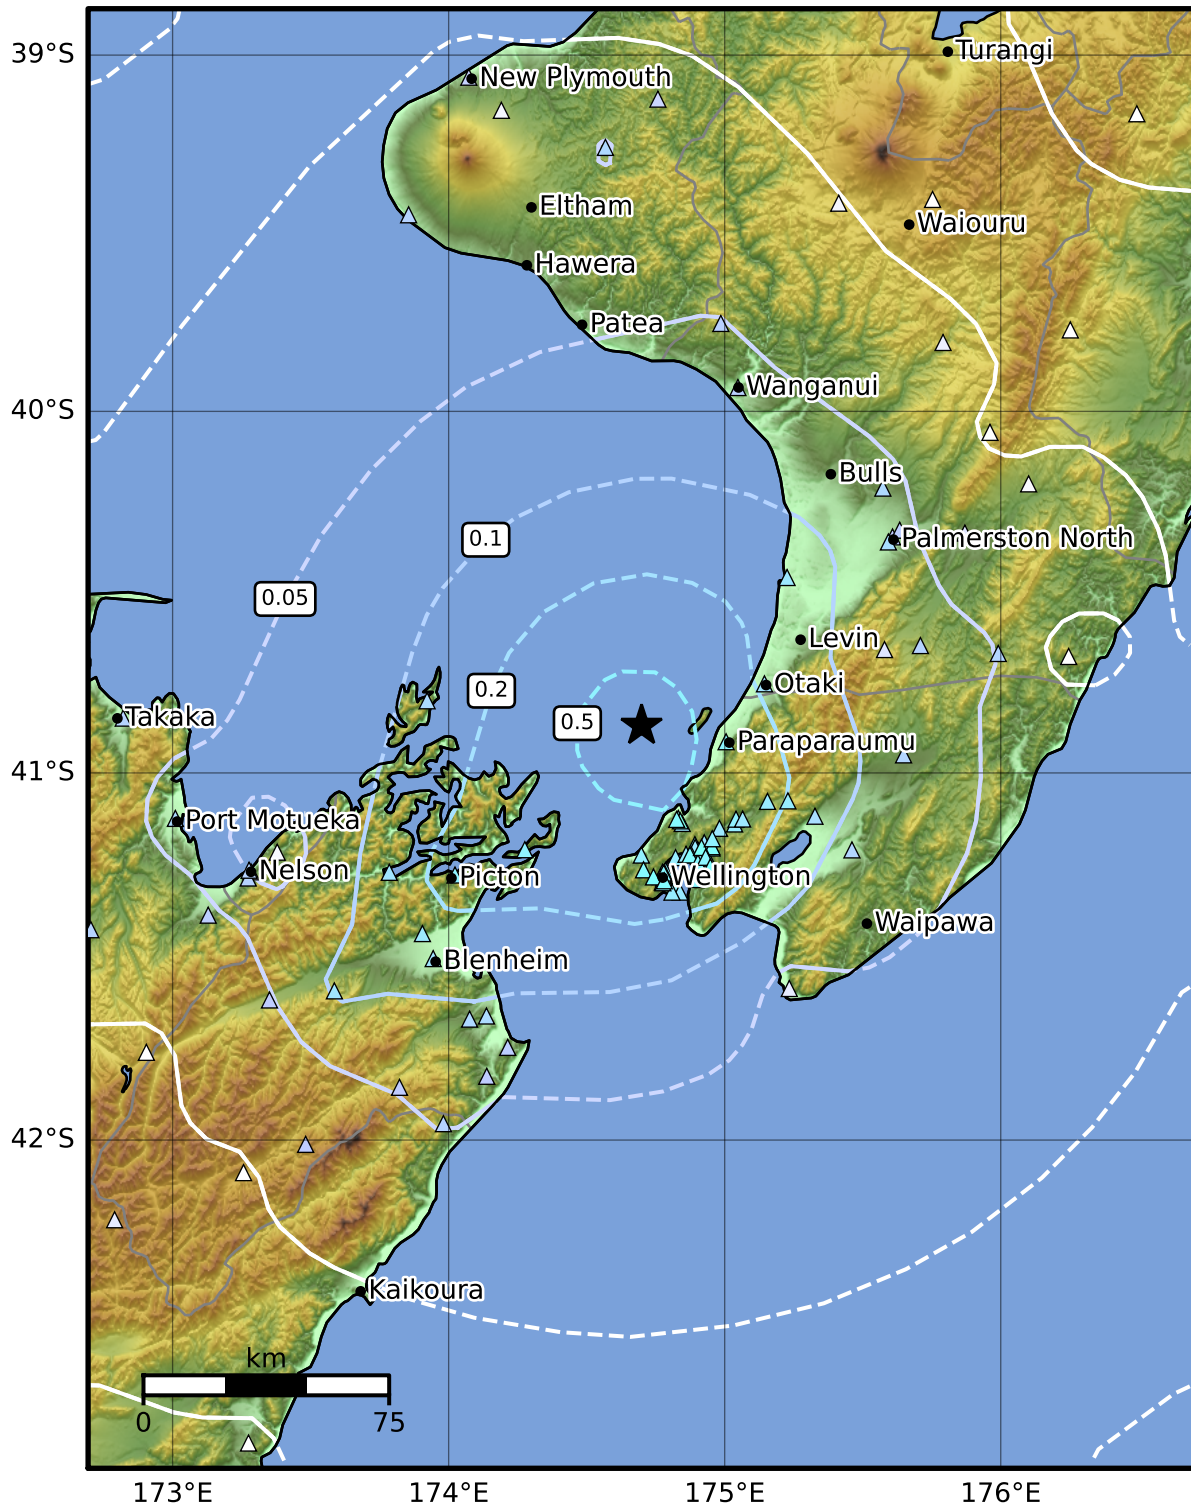 39°S
Turangi
New Plymouth
Eltham
Waiouru
Hawera
Patea
Wanganui
40°S
Bulls
0.1
Palmerston North
0.05
Levin
Otaki
0.2
Takaka
0.5
Paraparaumu
41°S
Port Motueka
Nelson
Picton
Wellington
Waipawa
Blenheim
42°S
Kaikoura
km
0 75
173°E 174°E 175°E 176°E